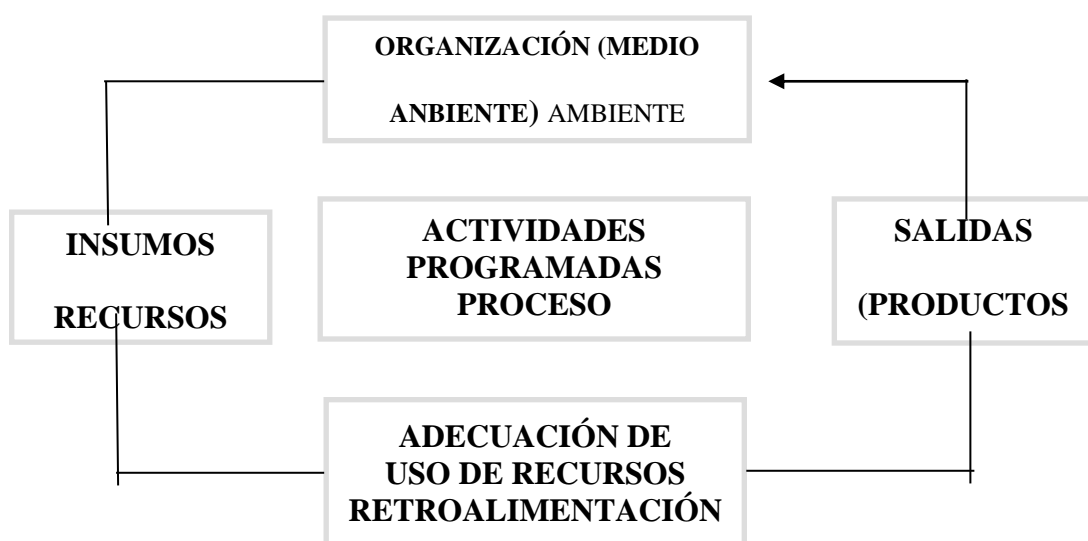 ORGANIZACIÓN (MEDIO
ANBIENTE) AMBIENTE
INSUMOS
RECURSOS
ACTIVIDADES
PROGRAMADAS
PROCESO
SALIDAS
(PRODUCTOS
ADECUACIÓN DE
USO DE RECURSOS
RETROALIMENTACIÓN